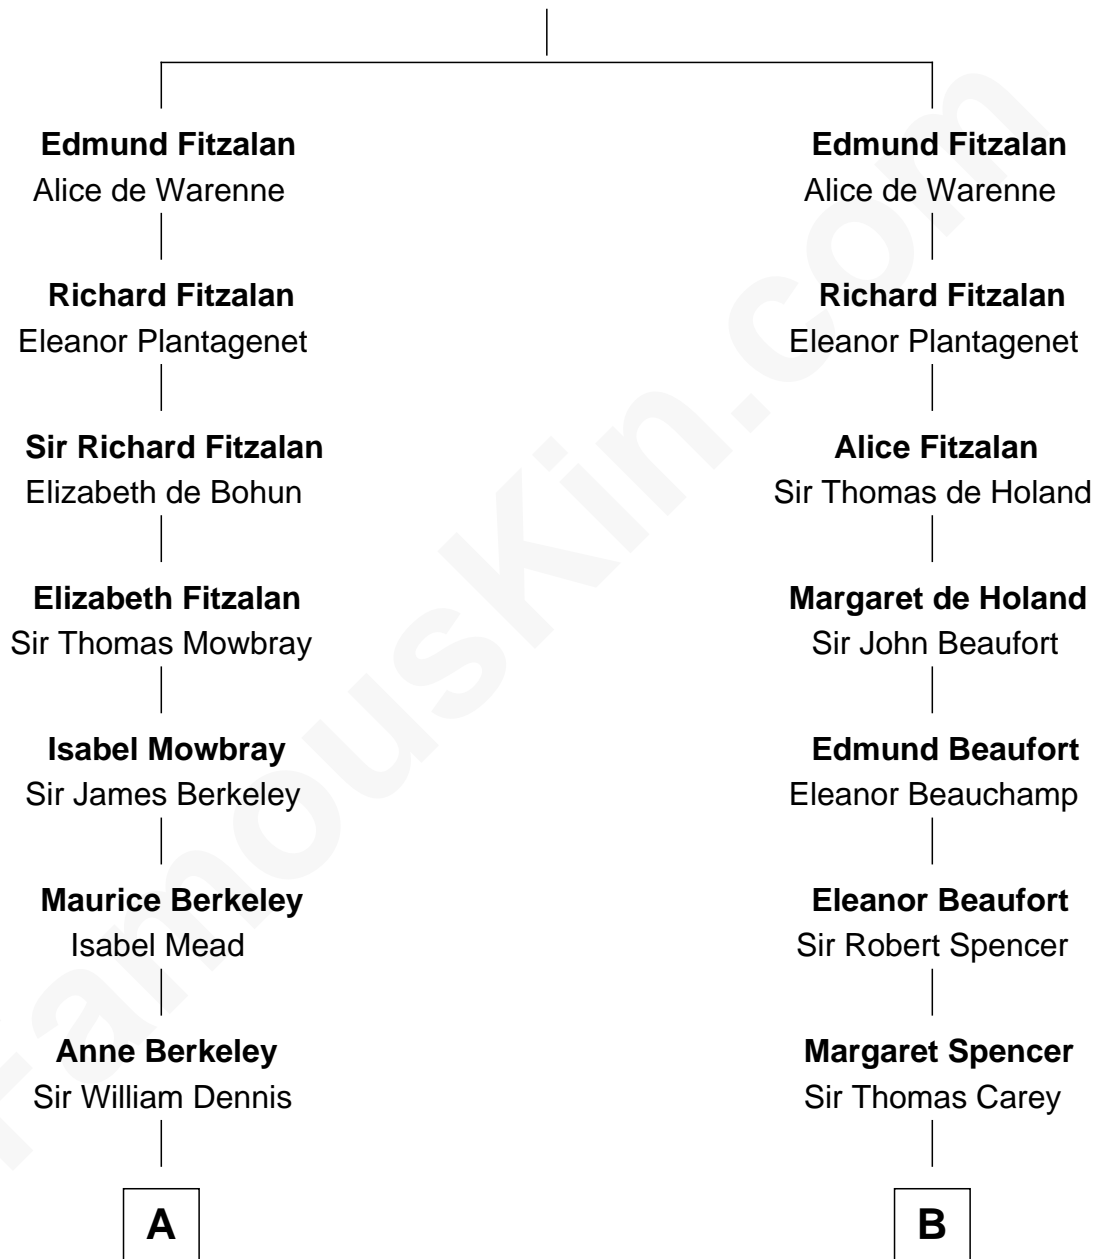 Edmund Fitzalan
Alice de Warenne
Richard Fitzalan
Eleanor Plantagenet
Sir Richard Fitzalan
Elizabeth de Bohun
Elizabeth Fitzalan
Sir Thomas Mowbray
Isabel Mowbray
Sir James Berkeley
Maurice Berkeley
Isabel Mead
Anne Berkeley
Sir William Dennis
A
Edmund Fitzalan
Alice de Warenne
Richard Fitzalan
Eleanor Plantagenet
Alice Fitzalan
Sir Thomas de Holand
Margaret de Holand
Sir John Beaufort
Edmund Beaufort
Eleanor Beauchamp
Eleanor Beaufort
Sir Robert Spencer
Margaret Spencer
Sir Thomas Carey
B
FamousKin.com